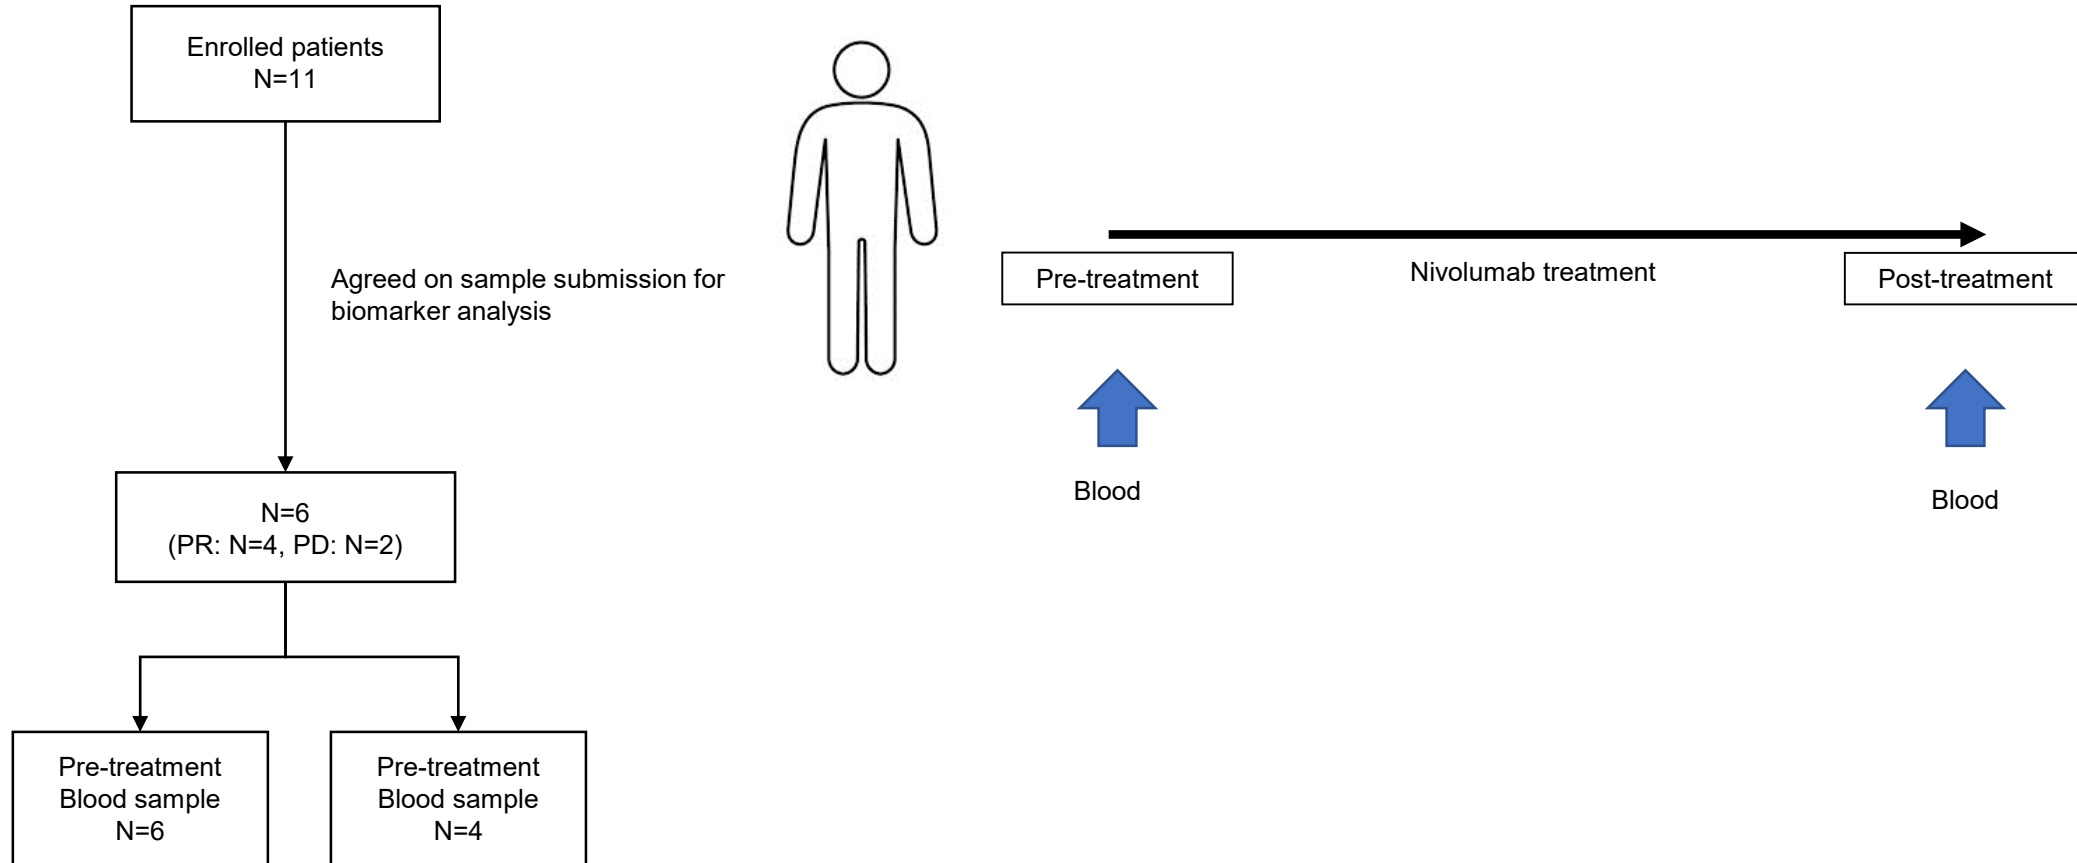 Enrolled patients
N=11
Agreed on sample submission for
biomarker analysis
N=6
(PR: N=4, PD: N=2)
Pre-treatment
Blood sample
N=6
Pre-treatment
Blood sample
N=4
Pre-treatment
Nivolumab treatment
Post-treatment
Blood
Blood